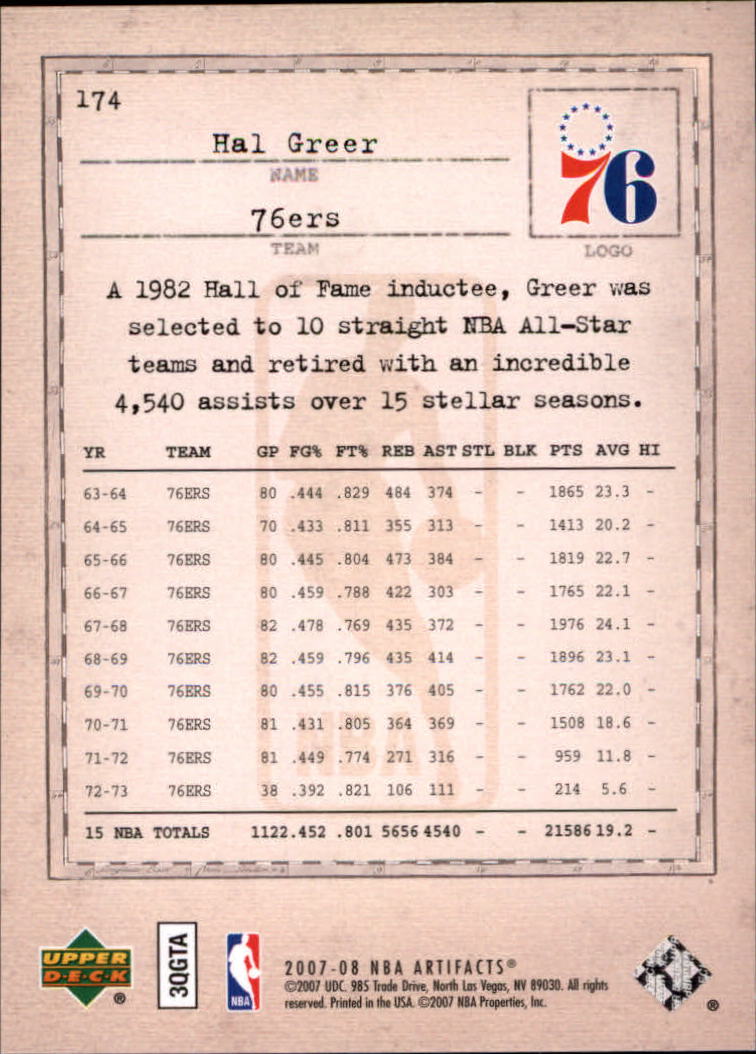 174
Hal Greer
NAME
76ers
TEAM
76
LOGO
A 1982 Hall of Fame inductee, Greer was
selected to 10 straight NBA All-Star
teams and retired with an incredible
4,540 assists over 15 stellar seasons.
YR TEAM GP FG% FT% REB AST STL BLK PTS AVG HI
63-64 76ERS 80 .444 .829 484 374 - - 1865 23.3 -
64-65 76ERS 70 .433 .811 355 313 - - 1413 20.2 -
65-66 76ERS 80 .445 .804 473 384 - - 1819 22.7 -
66-67 76ERS 80 .459 .788 422 303 - - 1765 22.1 -
67-68 76ERS 82 .478 .769 435 372 - - 1976 24.1 -
68-69 76ERS 82 .459 .796 435 414 - - 1896 23.1 -
69-70 76ERS 80 .455 .815 376 405 - - 1762 22.0 -
70-71 76ERS 81 .431 .805 364 369 - - 1508 18.6 -
71-72 76ERS 81 .449 .774 271 316 - - 959 11.8 -
72-73 76ERS 38 .392 .821 106 111 - - 214 5.6 -
15 NBA TOTALS 1122 .452 .801 5656 4540 - - 21586 19.2 -
NBA
UPPER
D·E·C·K
®
3QGTA
NBA
2007-08 NBA ARTIFACTS®
©2007 UDC. 985 Trade Drive, North Las Vegas, NV 89030. All rights
reserved. Printed in the USA. ©2007 NBA Properties, Inc.
®